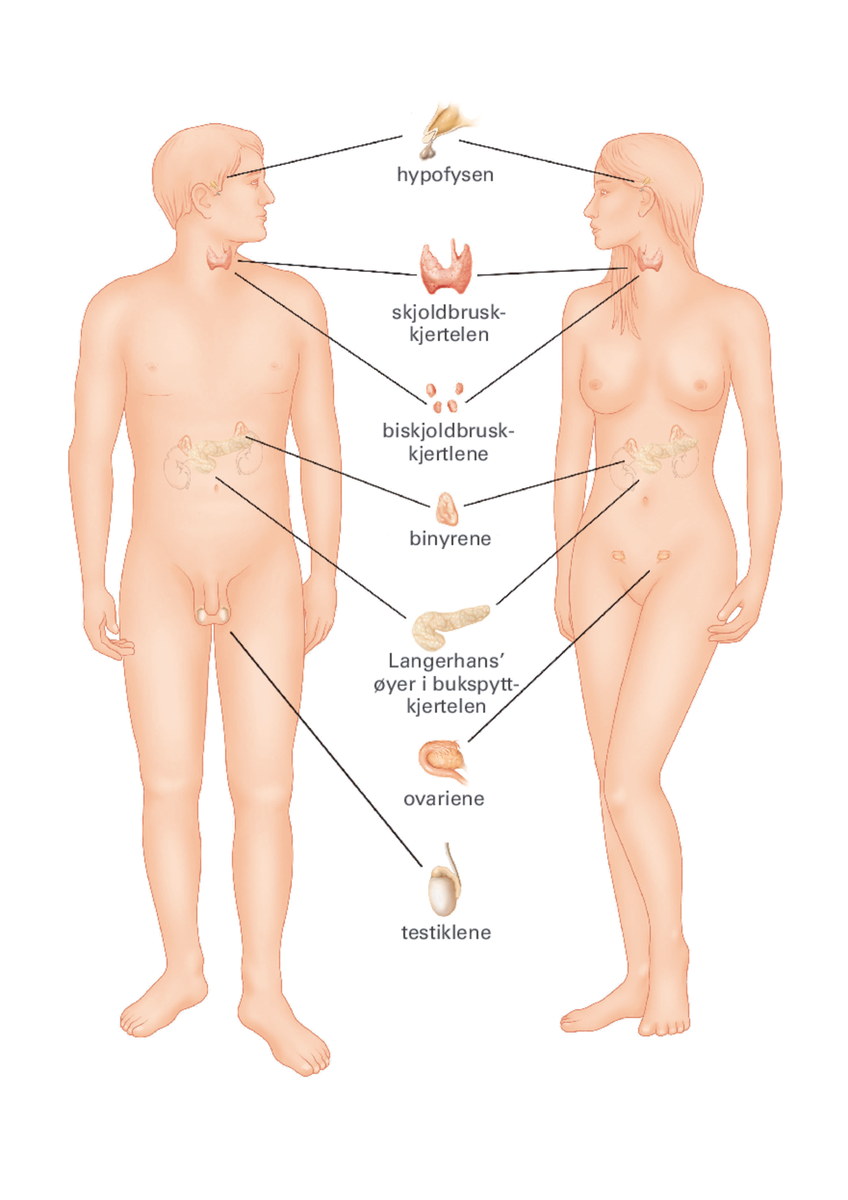 hypofysen
skjoldbrusk-
kjertelen
biskjoldbrusk-
kjertlene
binyrene
Langerhans’
øyer i bukspytt-
kjertelen
ovariene
testiklene